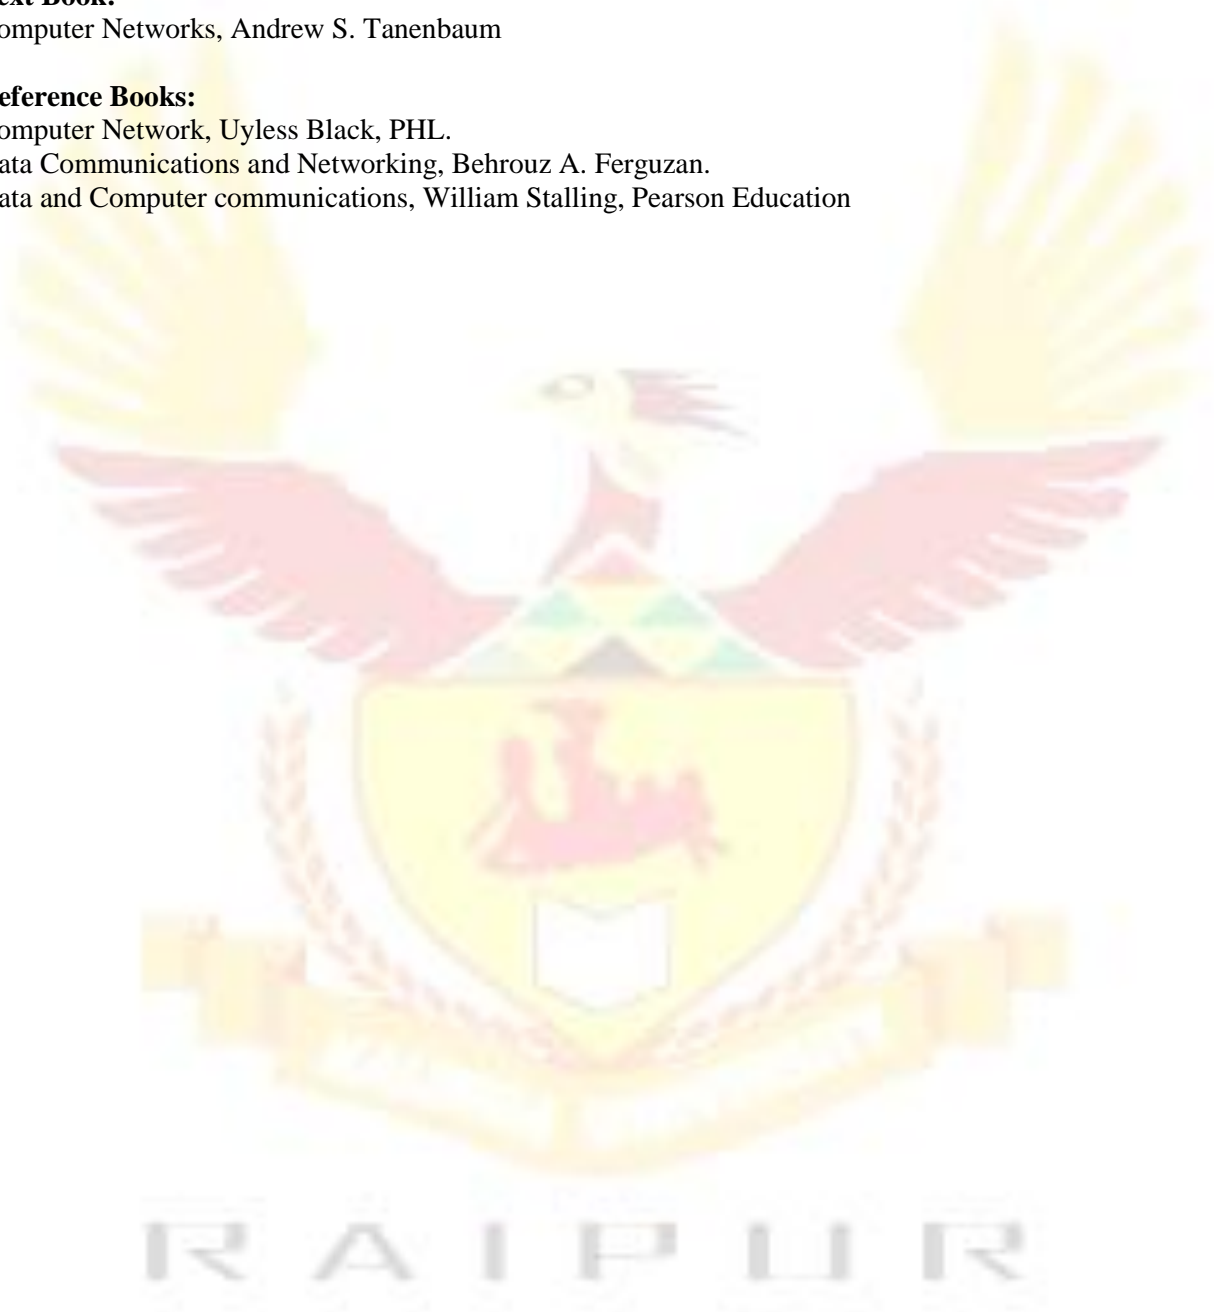 ext Book:
omputer Networks, Andrew S. Tanenbaum
eference Books:
omputer Network, Uyless Black, PHL.
ata Communications and Networking, Behrouz A. Ferguzan.
ata and Computer communications, William Stalling, Pearson Education
RAIPUR